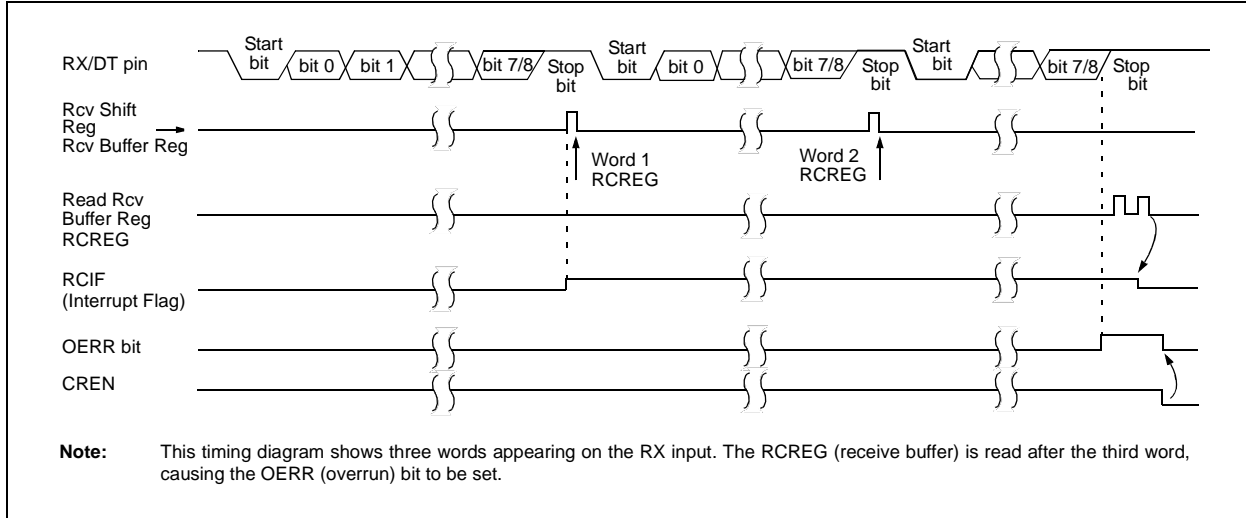 RX/DT pin
Start
bit
bit 0
bit 1
bit 7/8
Stop
bit
Start
bit
bit 0
bit 7/8
Stop
bit
Start
bit
bit 7/8
Stop
bit
Rcv Shift
Reg
Rcv Buffer Reg
Word 1
RCREG
Word 2
RCREG
Read Rcv
Buffer Reg
RCREG
RCIF
(Interrupt Flag)
OERR bit
CREN
Note: This timing diagram shows three words appearing on the RX input. The RCREG (receive buffer) is read after the third word,
causing the OERR (overrun) bit to be set.